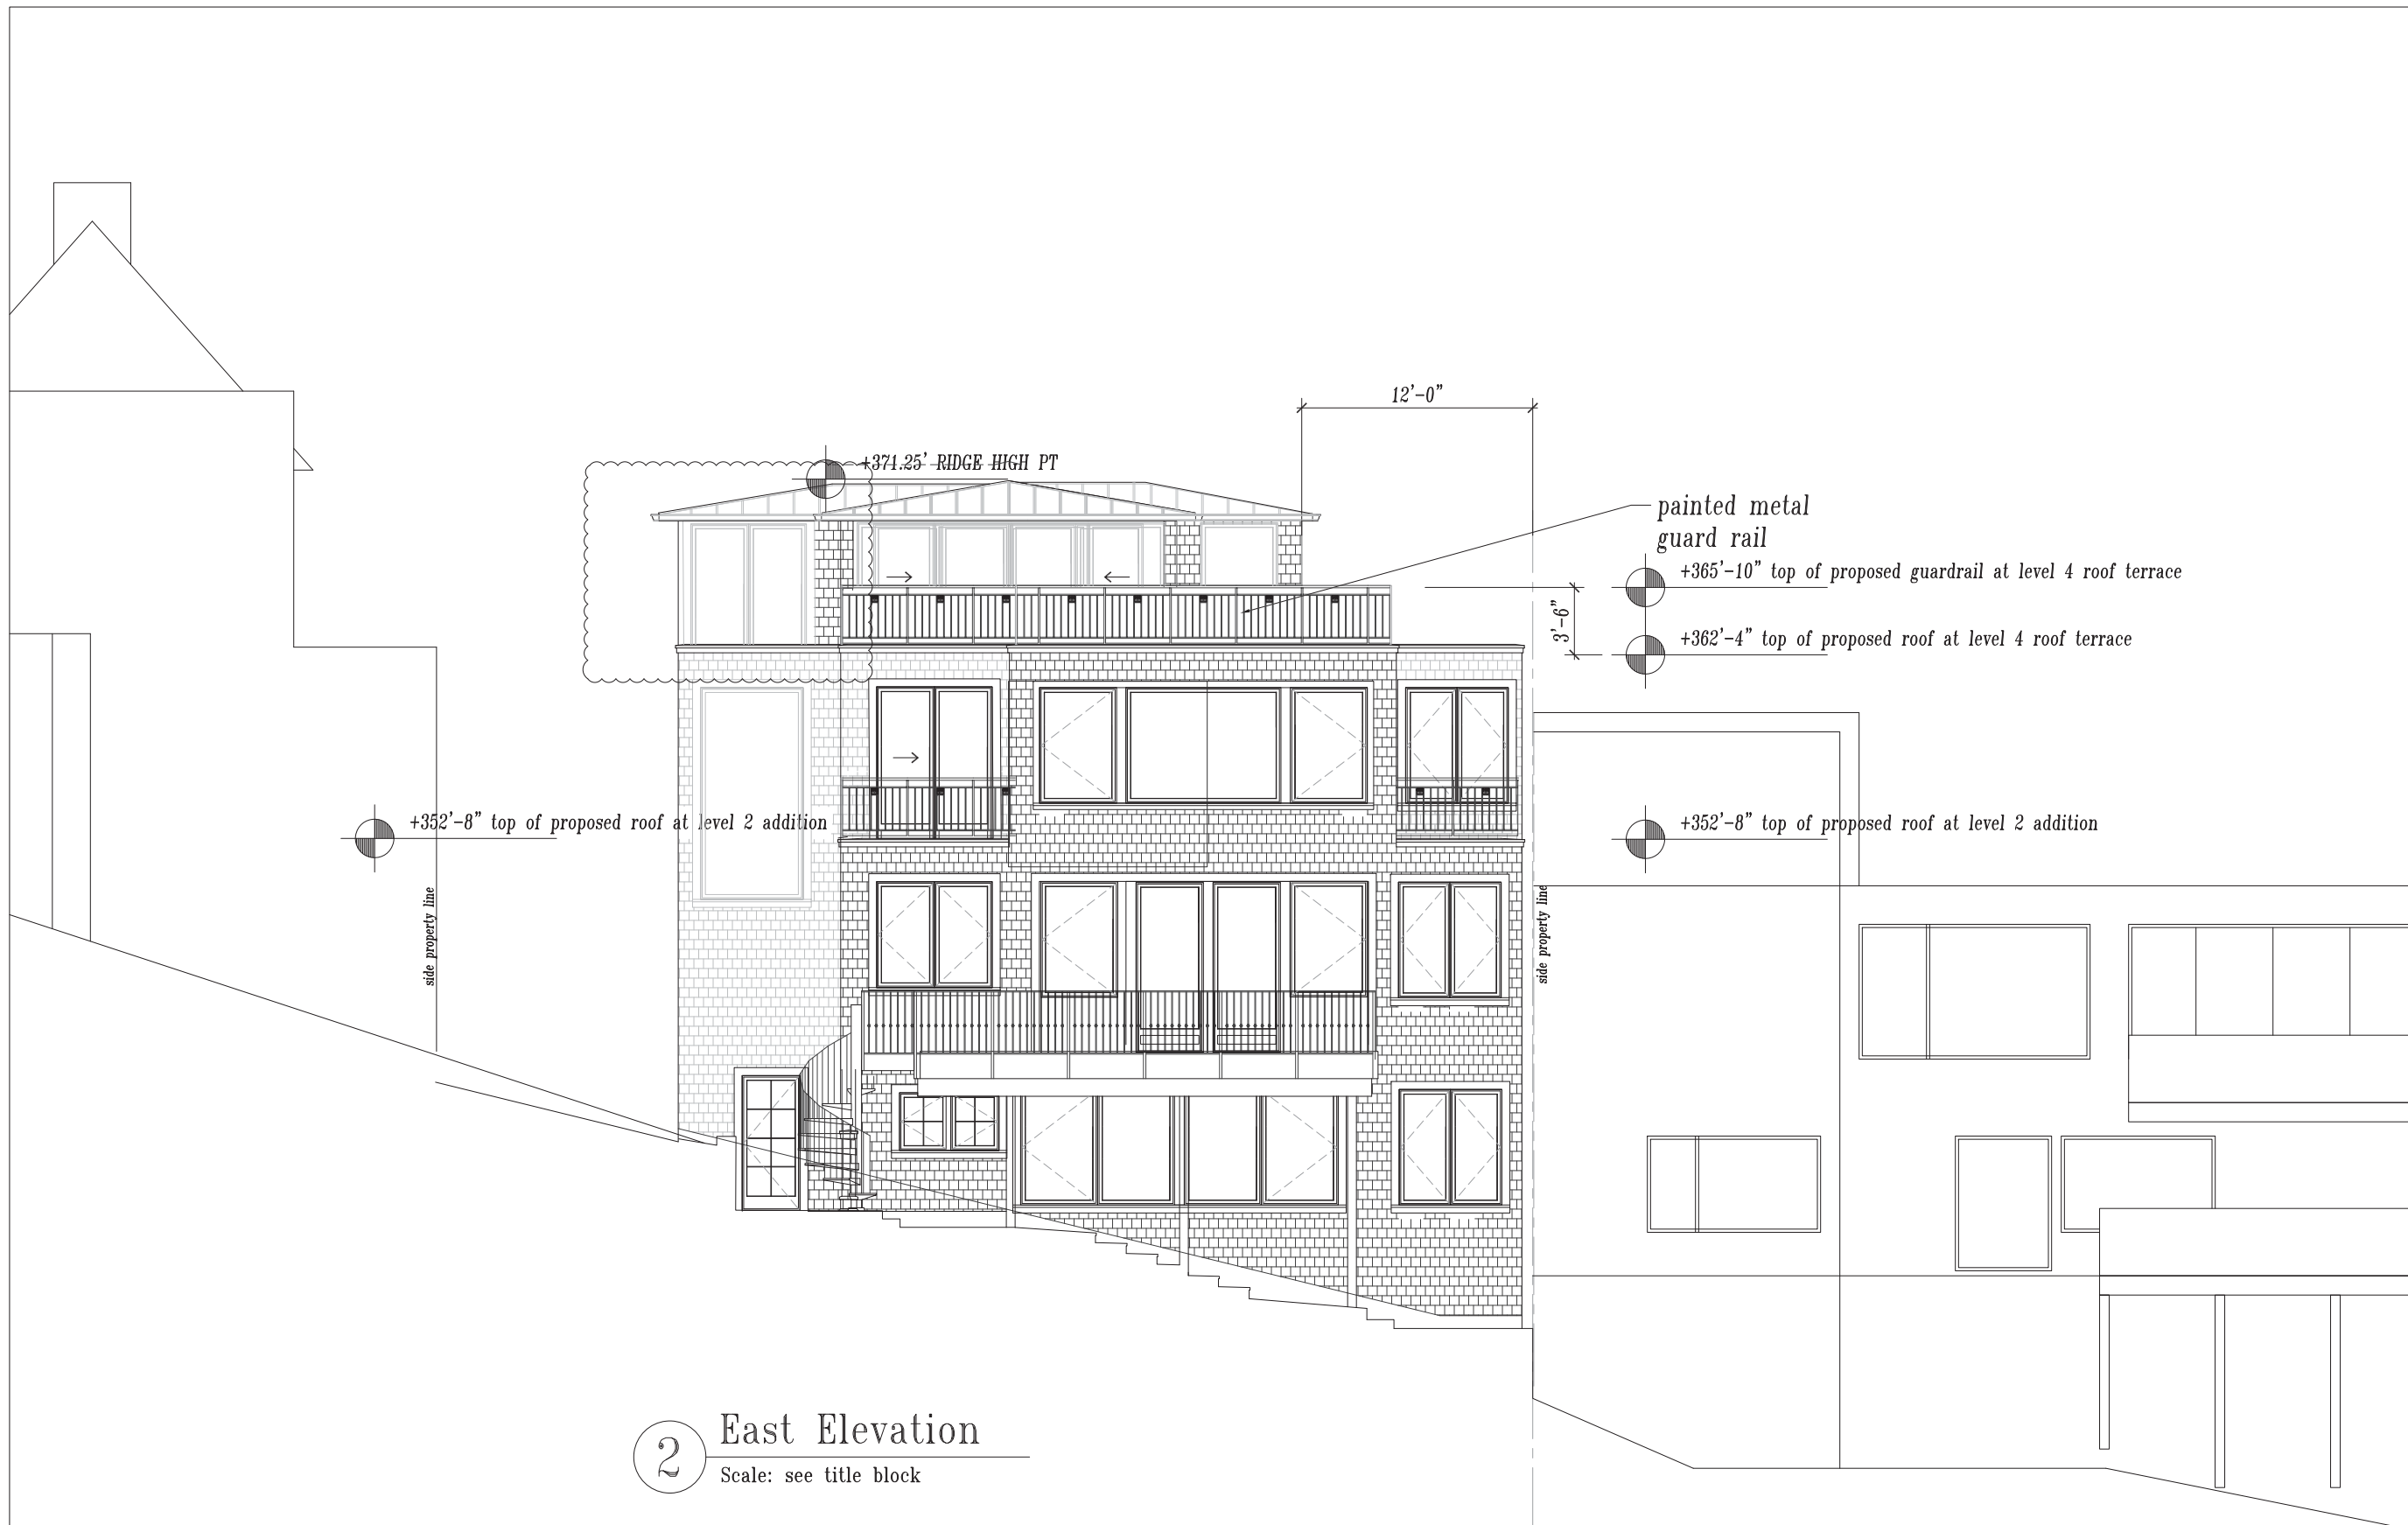 12'-0"
+371.25' RIDGE HIGH PT
painted metal
guard rail
+365'-10" top of proposed guardrail at level 4 roof terrace
3'-6"
+362'-4" top of proposed roof at level 4 roof terrace
+352'-8" top of proposed roof at level 2 addition
+352'-8" top of proposed roof at level 2 addition
side property line
side property line
2
East Elevation
Scale: see title block